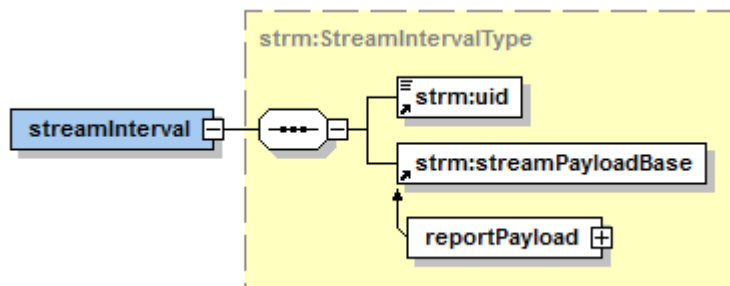 strm:StreamIntervalType
strm:uid
streamInterval
strm:streamPayloadBase
reportPayload